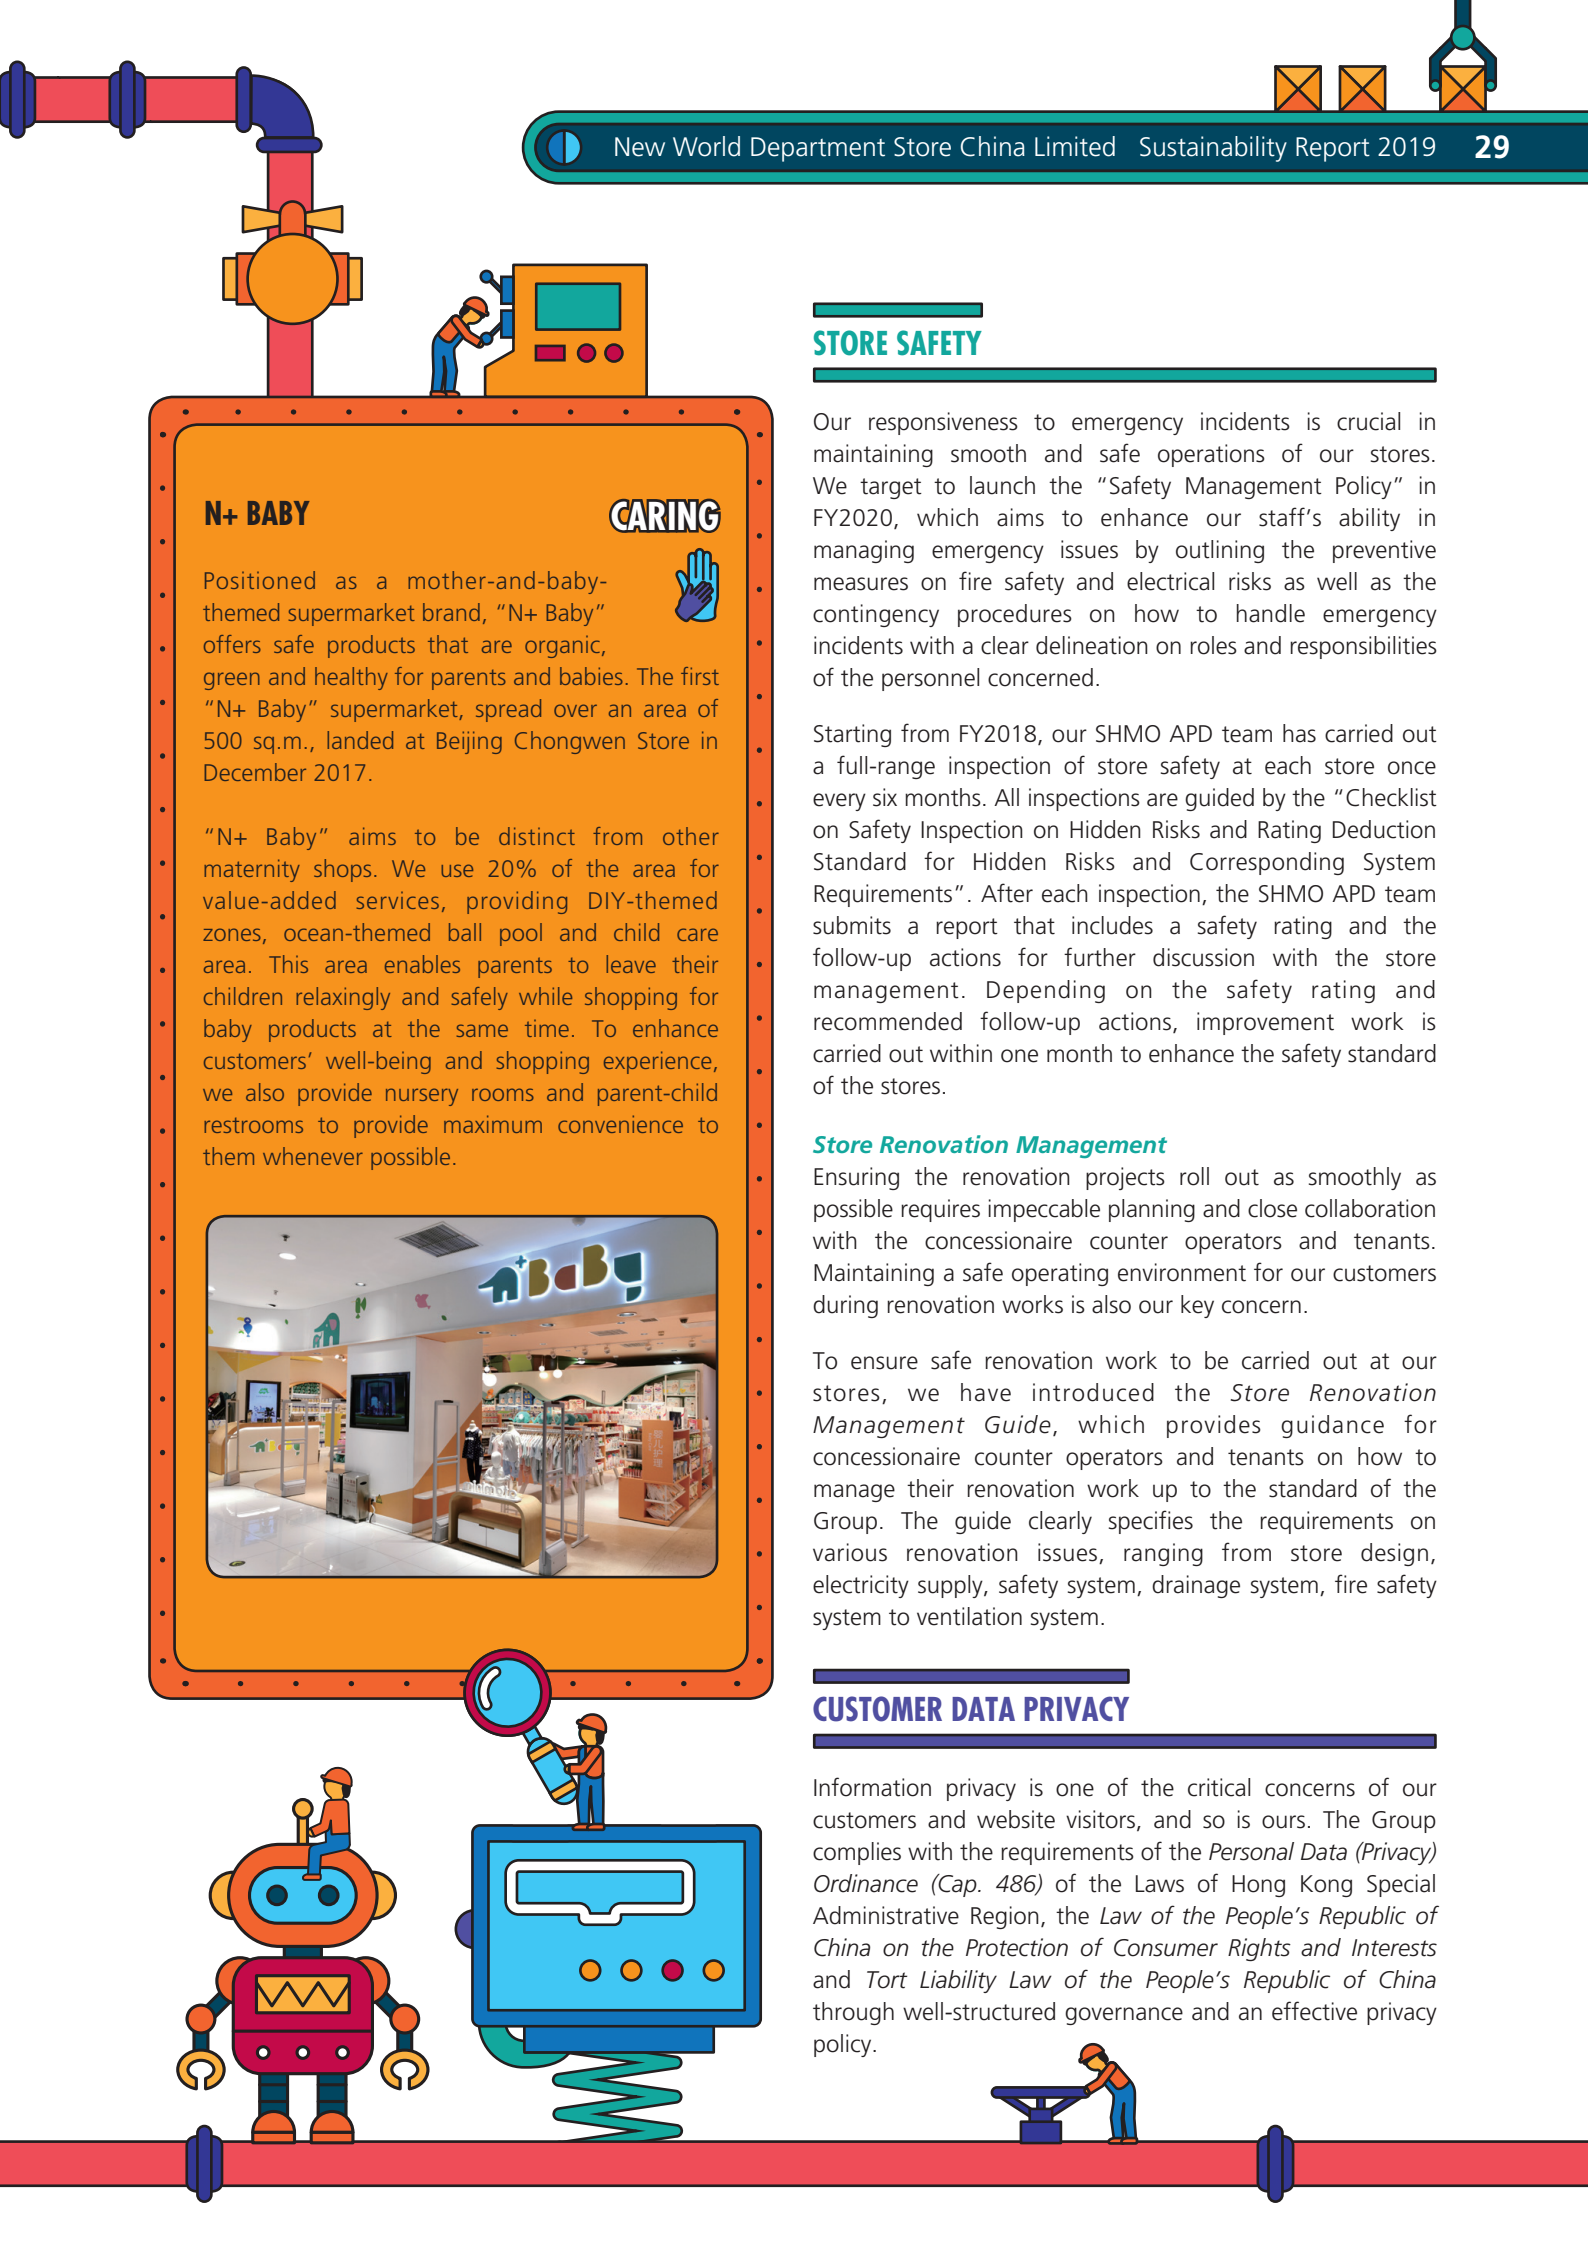 New World Department Store China Limited Sustainability Report 2019 29
N+ BABY
CARING
Positioned as a mother-and-baby-
themed supermarket brand, “N+ Baby”
offers safe products that are organic,
green and healthy for parents and babies. The first
“N+ Baby” supermarket, spread over an area of
500 sq.m., landed at Beijing Chongwen Store in
December 2017.
“N+ Baby” aims to be distinct from other
maternity shops. We use 20% of the area for
value-added services, providing DIY-themed
zones, ocean-themed ball pool and child care
area. This area enables parents to leave their
children relaxingly and safely while shopping for
baby products at the same time. To enhance
customers’ well-being and shopping experience,
we also provide nursery rooms and parent-child
restrooms to provide maximum convenience to
them whenever possible.
n+BaBy
STORE SAFETY
Our responsiveness to emergency incidents is crucial in
maintaining smooth and safe operations of our stores.
We target to launch the “Safety Management Policy” in
FY2020, which aims to enhance our staff’s ability in
managing emergency issues by outlining the preventive
measures on fire safety and electrical risks as well as the
contingency procedures on how to handle emergency
incidents with a clear delineation on roles and responsibilities
of the personnel concerned.
Starting from FY2018, our SHMO APD team has carried out
a full-range inspection of store safety at each store once
every six months. All inspections are guided by the “Checklist
on Safety Inspection on Hidden Risks and Rating Deduction
Standard for Hidden Risks and Corresponding System
Requirements”. After each inspection, the SHMO APD team
submits a report that includes a safety rating and the
follow-up actions for further discussion with the store
management. Depending on the safety rating and
recommended follow-up actions, improvement work is
carried out within one month to enhance the safety standard
of the stores.
Store Renovation Management
Ensuring the renovation projects roll out as smoothly as
possible requires impeccable planning and close collaboration
with the concessionaire counter operators and tenants.
Maintaining a safe operating environment for our customers
during renovation works is also our key concern.
To ensure safe renovation work to be carried out at our
stores, we have introduced the Store Renovation
Management Guide, which provides guidance for
concessionaire counter operators and tenants on how to
manage their renovation work up to the standard of the
Group. The guide clearly specifies the requirements on
various renovation issues, ranging from store design,
electricity supply, safety system, drainage system, fire safety
system to ventilation system.
CUSTOMER DATA PRIVACY
Information privacy is one of the critical concerns of our
customers and website visitors, and so is ours. The Group
complies with the requirements of the Personal Data (Privacy)
Ordinance (Cap. 486) of the Laws of Hong Kong Special
Administrative Region, the Law of the People’s Republic of
China on the Protection of Consumer Rights and Interests
and Tort Liability Law of the People’s Republic of China
through well-structured governance and an effective privacy
policy.